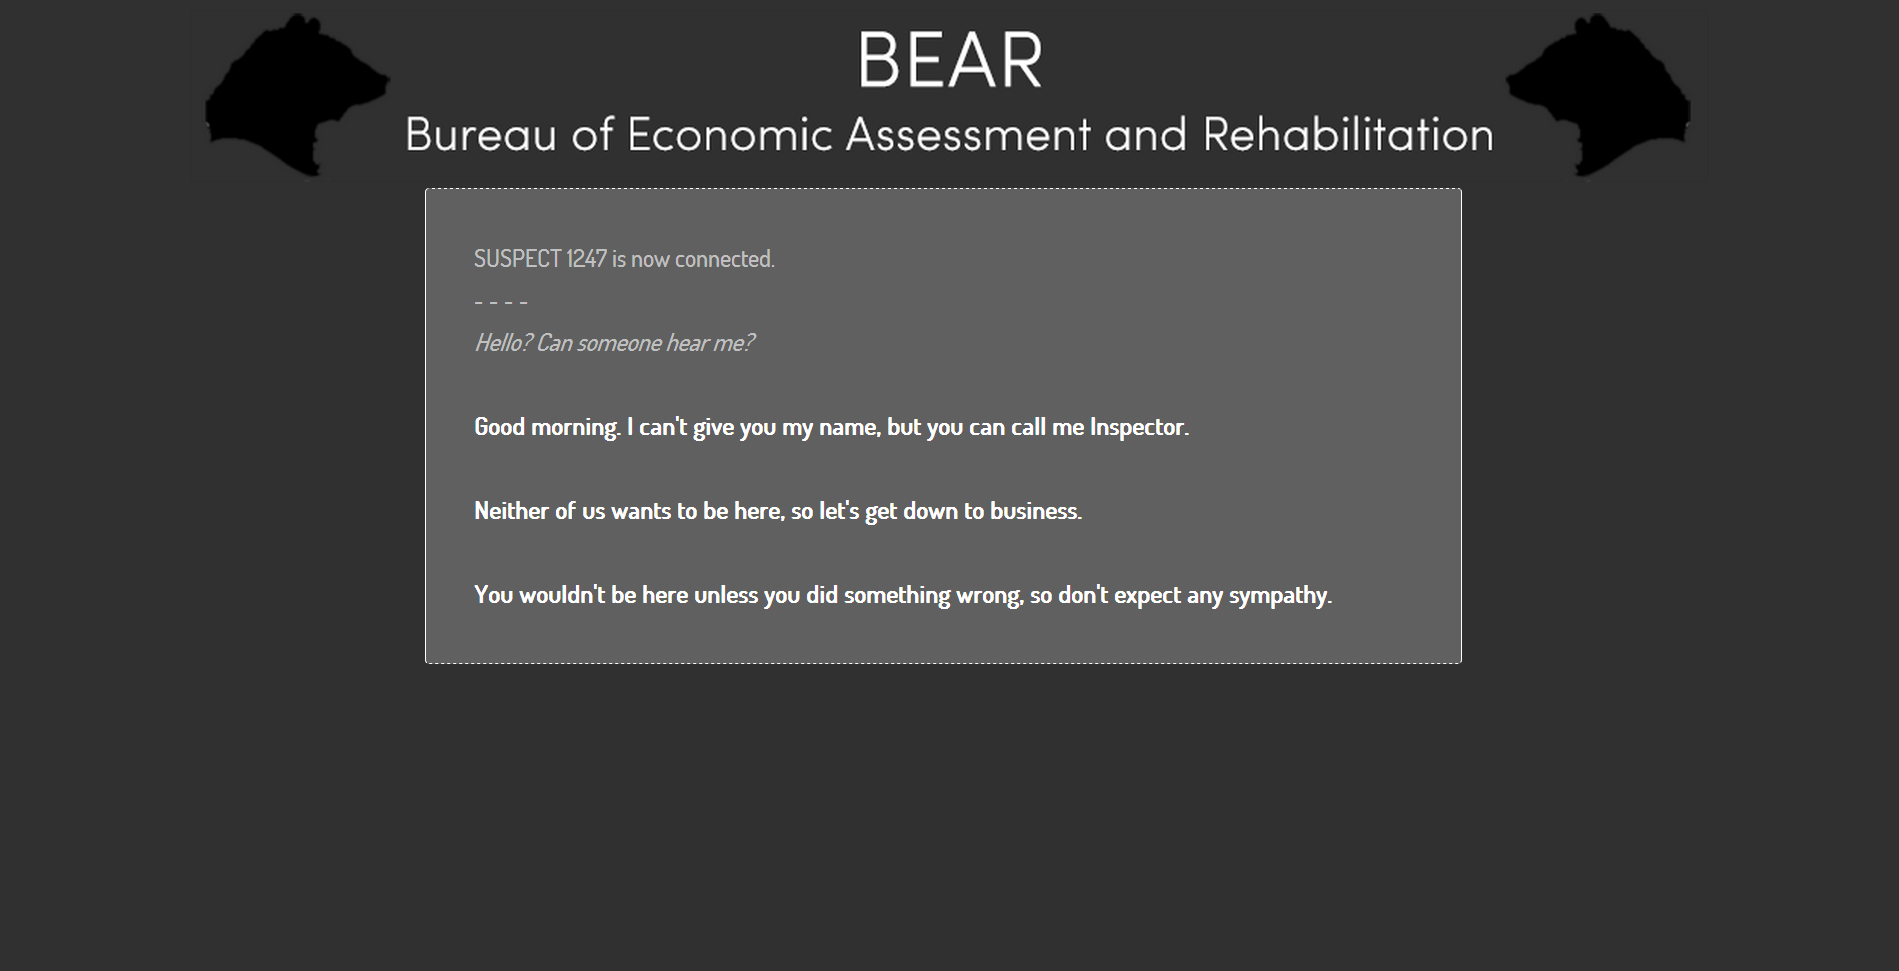 BEAR
Bureau of Economic Assessment and Rehabilitation
SUSPECT 1247 is now connected.
- - - -
Hello? Can someone hear me?
Good morning. I can't give you my name, but you can call me Inspector.
Neither of us wants to be here, so let's get down to business.
You wouldn't be here unless you did something wrong, so don't expect any sympathy.